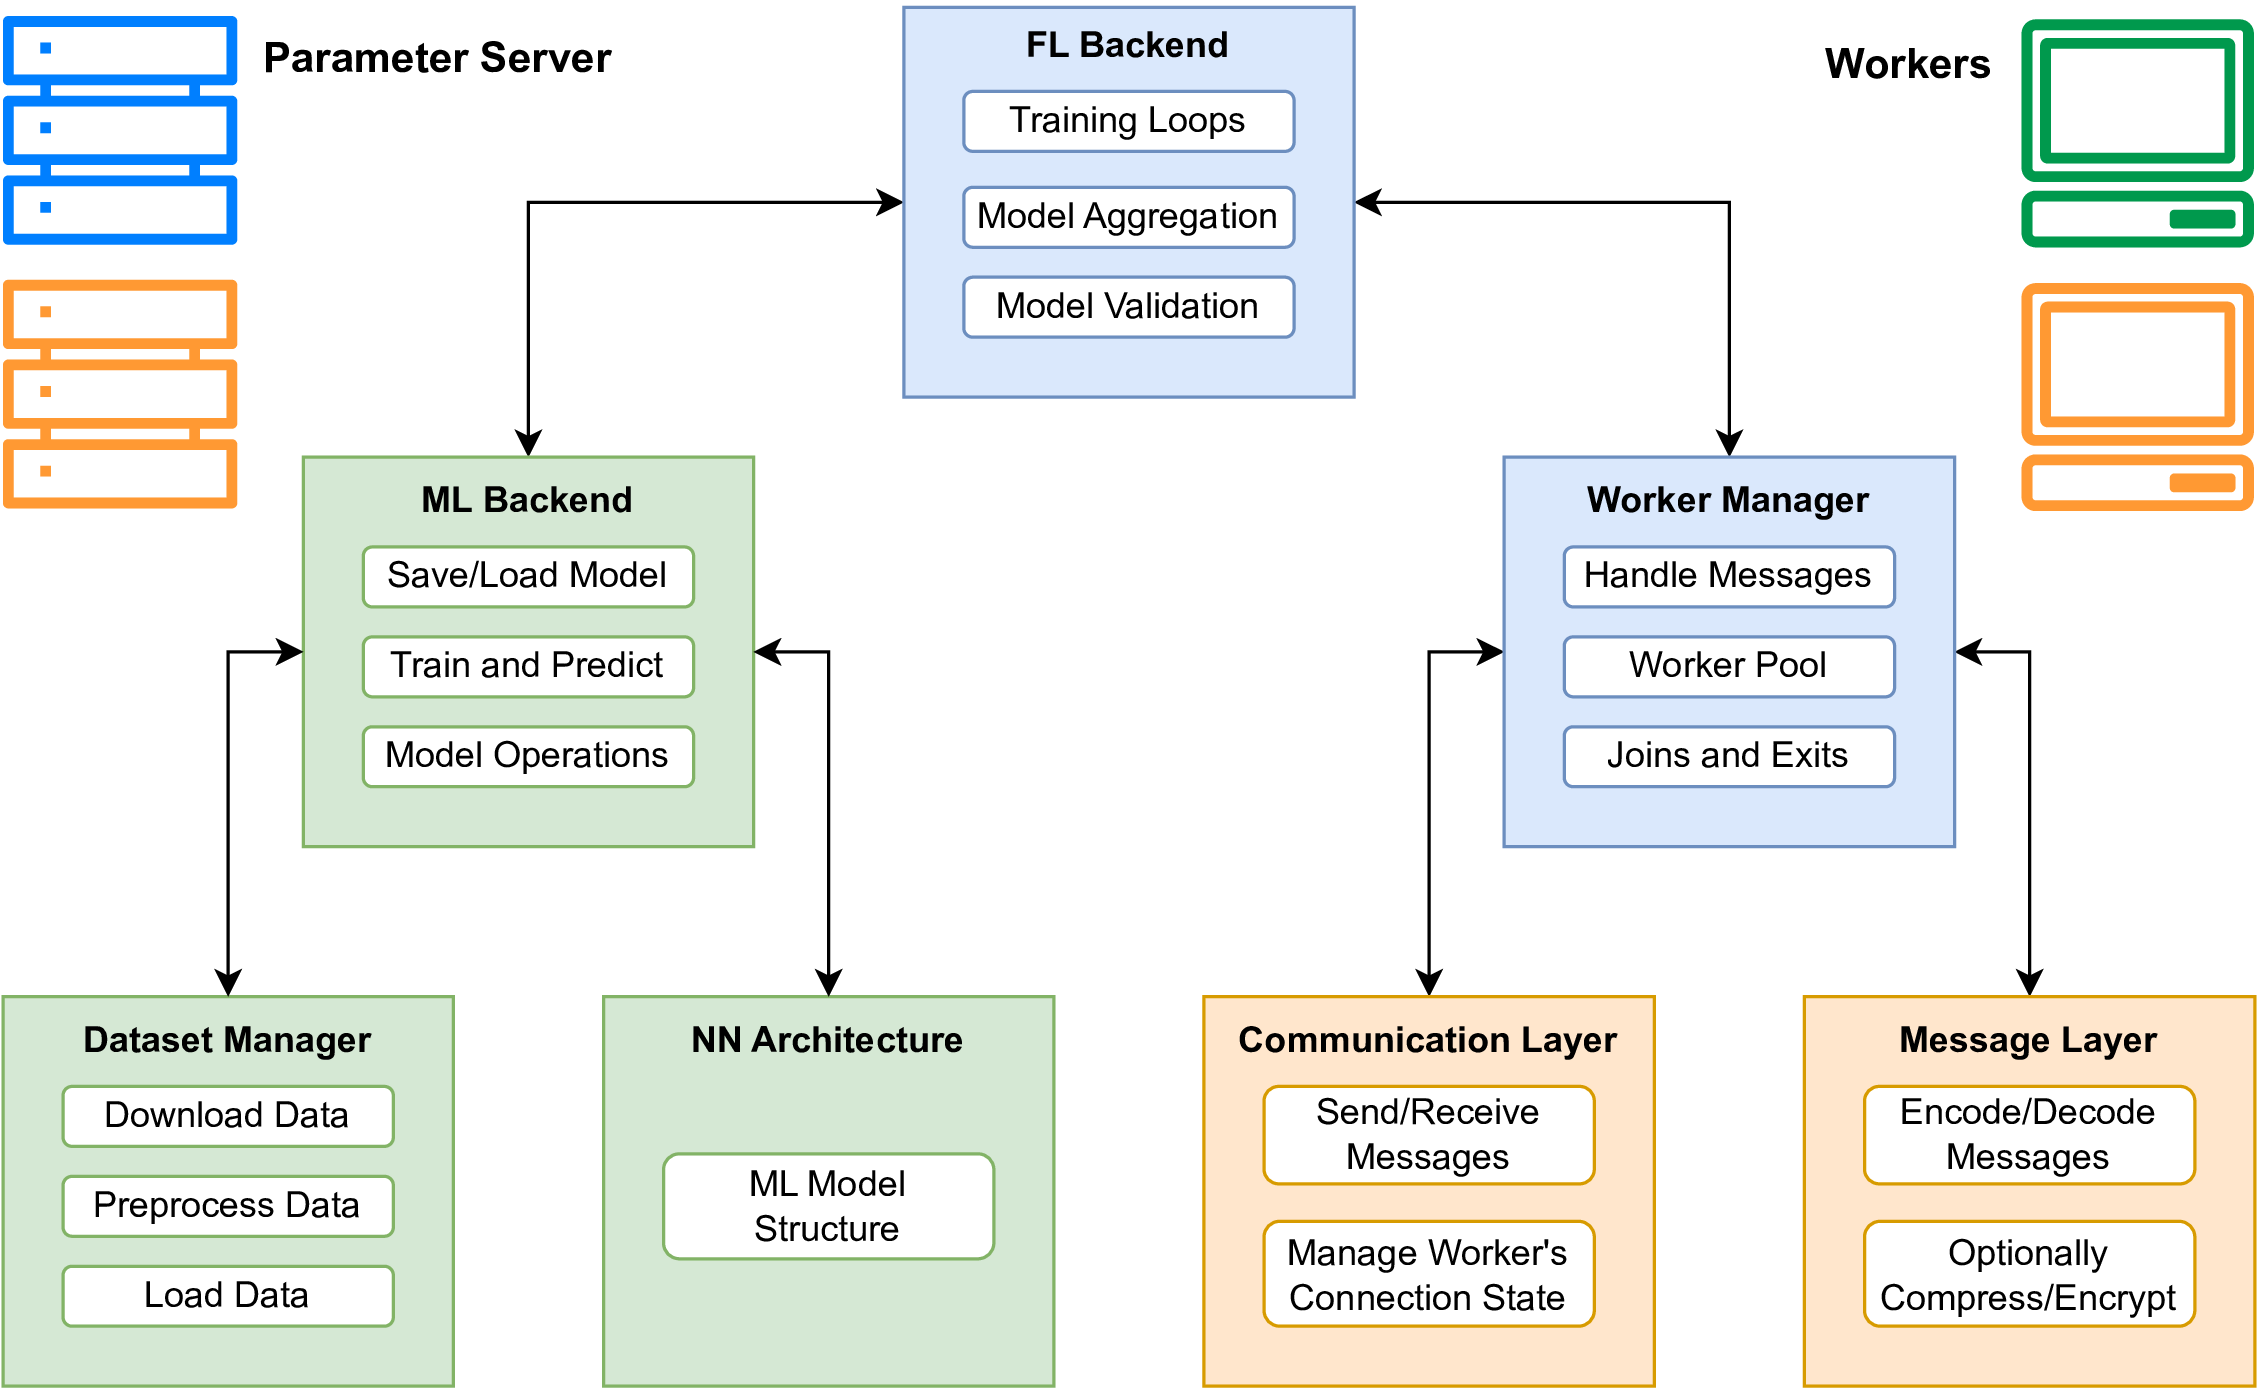 Parameter Server
FL Backend
Training Loops
Model Aggregation
Model Validation
Workers
ML Backend
Save/Load Model
Train and Predict
Model Operations
Worker Manager
Handle Messages
Worker Pool
Joins and Exits
Dataset Manager
Download Data
Preprocess Data
Load Data
NN Architecture
ML Model
Structure
Communication Layer
Send/Receive
Messages
Manage Worker's
Connection State
Message Layer
Encode/Decode
Messages
Optionally
Compress/Encrypt